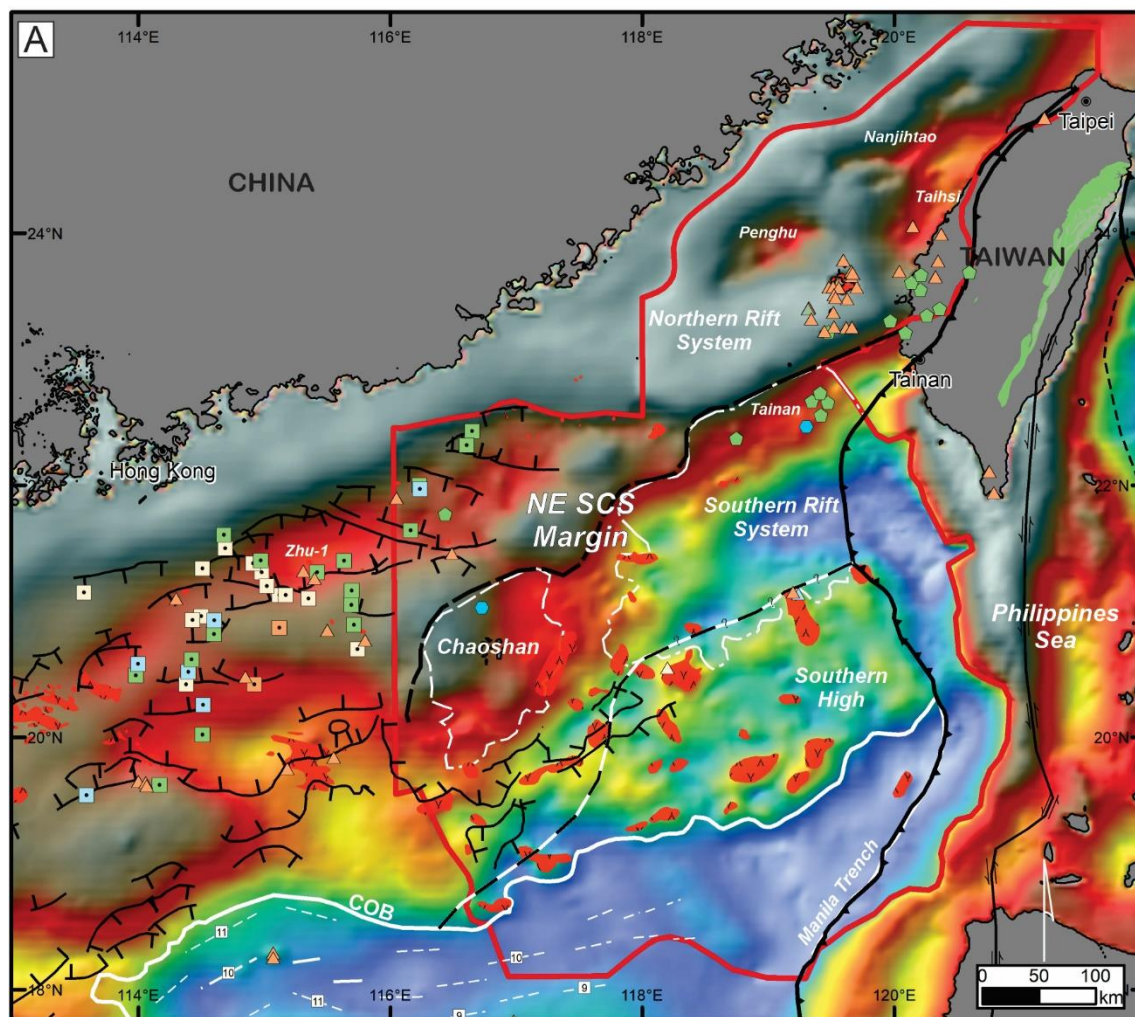 A
114°E
116°E
118°E
120°E
Taipei
Nanjihtao
CHINA
Taihsi
24°N
Penghu
24°N
TAIWAN
Northern Rift
System
Tainan
Tainan
Hong Kong
22°N
NE SCS
Margin
Southern Rift
System
Zhu-1
Philippines
Sea
?
?
?
?
Chaoshan
Southern
High
20°N
20°N
Manila Trench
COB
11
10
10
11
9
9
18°N
114°E
116°E
118°E
120°E
0
50
100
km